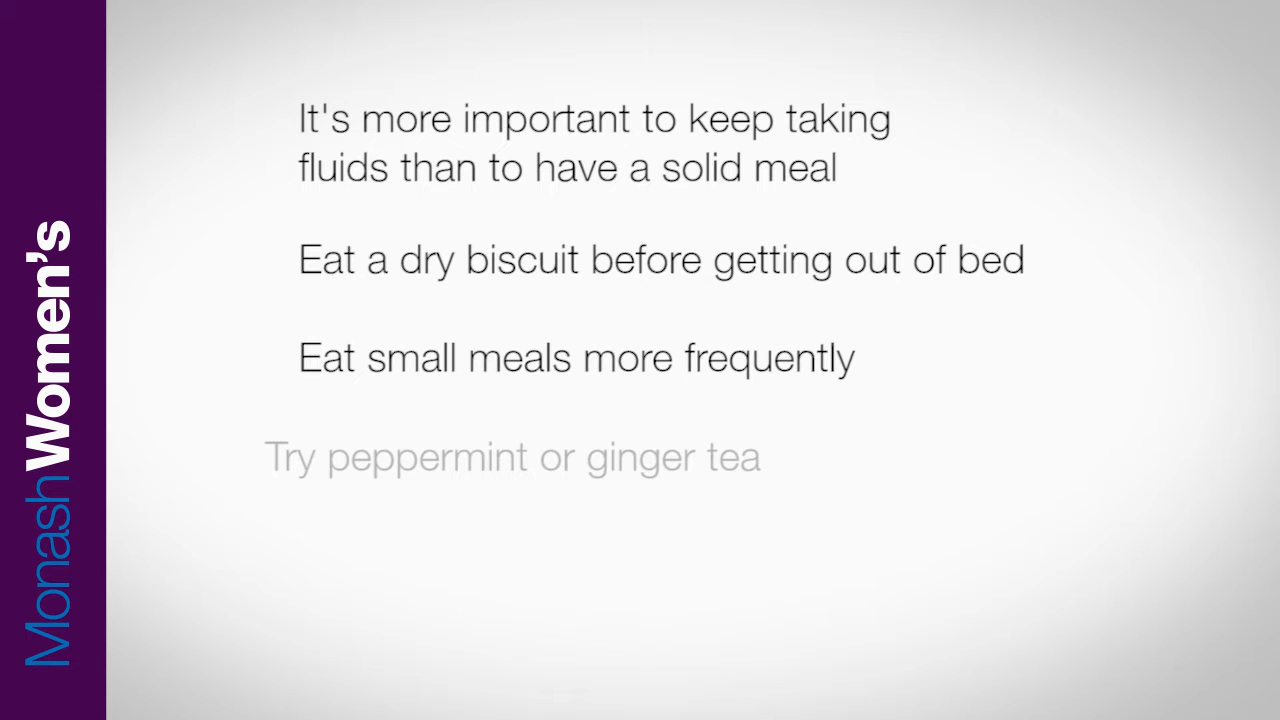 It's more important to keep taking
fluids than to have a solid meal
Eat a dry biscuit before getting out of bed
Eat small meals more frequently
Try peppermint or ginger tea
MonashWomen’s